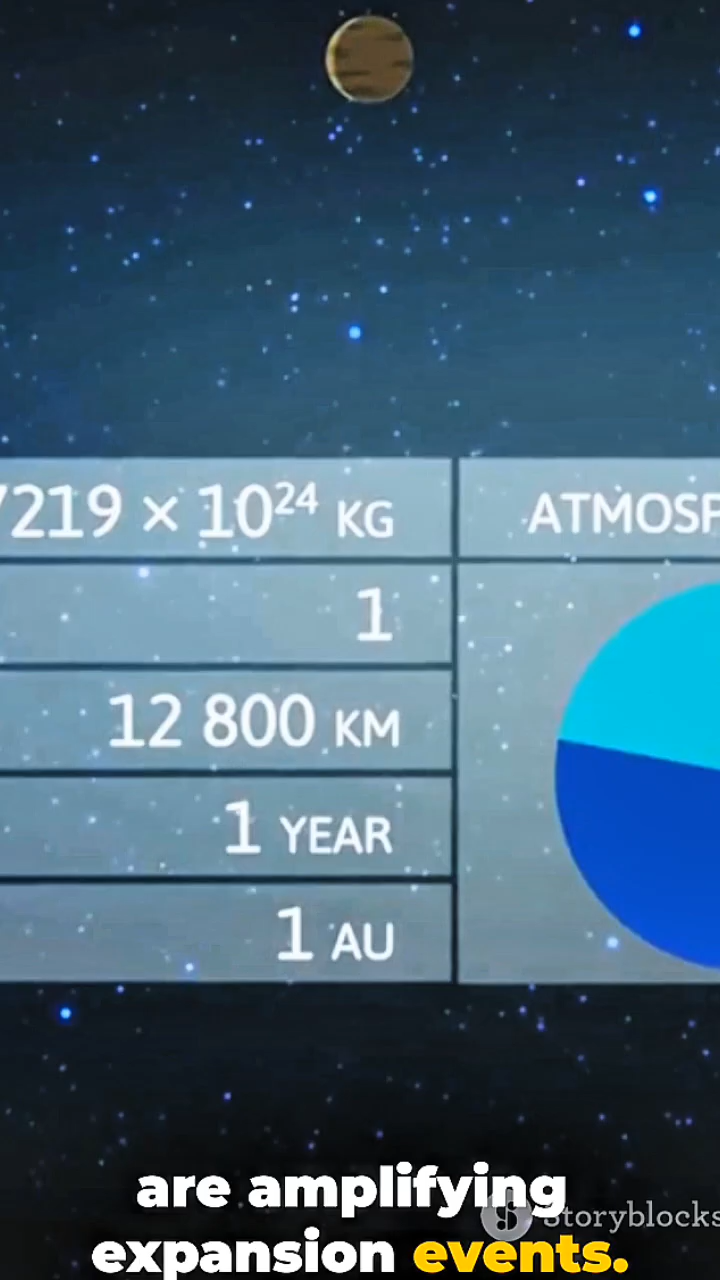 7219 × 10²⁴ KG
ATMOSP
1
12 800 KM
1 YEAR
1 AU
are amplifying
expansion events.
Storyblocks